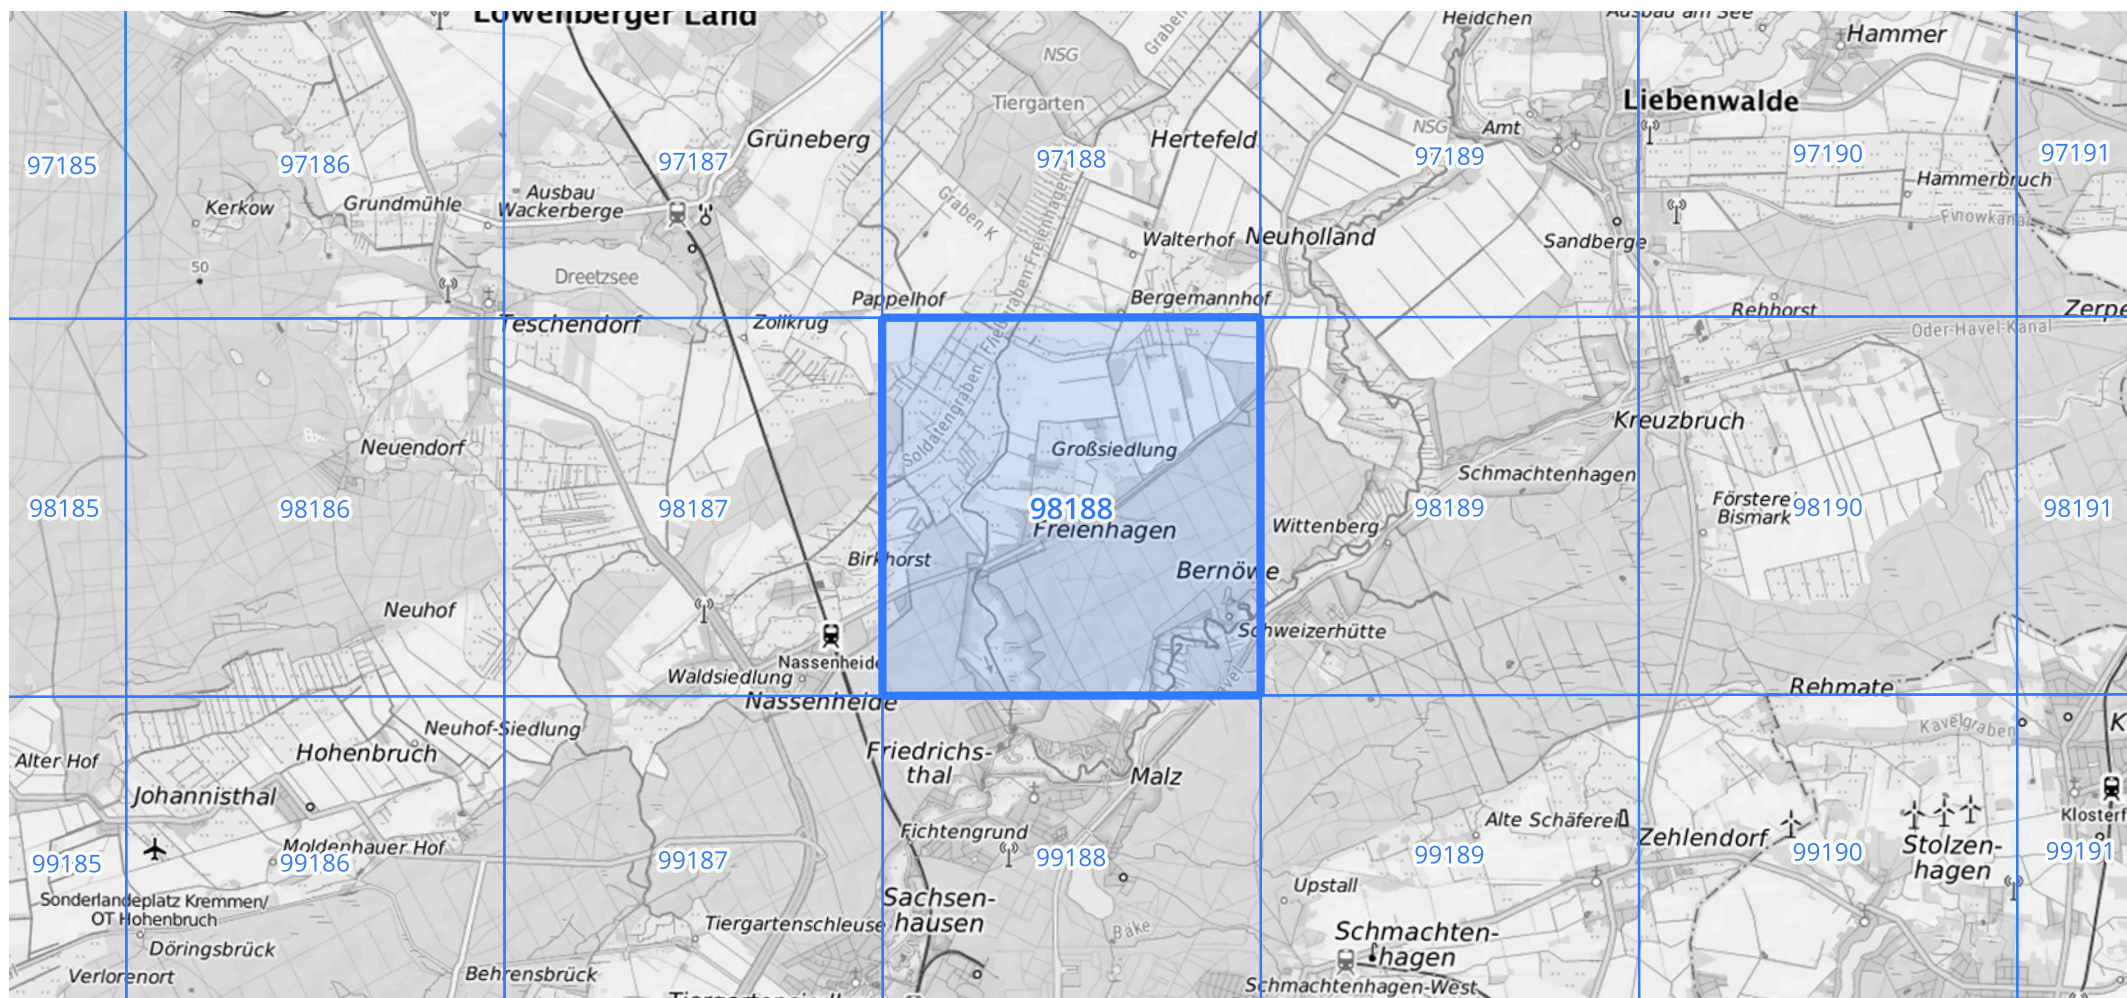 Löwenberger Land
Heidchen
Ausbau am See
Hammer
NSG
Graben
Tiergarten
Liebenwalde
Grüneberg
Hertefeld
NSG
Amt
97185
97186
97187
97188
97189
97190
97191
Kerkow
Grundmühle
Ausbau
Wackerberge
Graben K
Hammerbruch
Finowkanal
Walterhof
Neuholland
Sandberge
50
Dreetzsee
Pappelhof
Bergemannhof
Rehhorst
Zerpe
Teschendorf
Zollkrug
Oder-Havel-Kanal
Soldatengraben
Freienhagen
Kreuzbruch
Neuendorf
Großsiedlung
Schmachtenhagen
98185
98186
98187
98188
98189
98190
98191
Försterei
Bismark
Freienhagen
Wittenberg
Birkhorst
Bernöwe
Neuhof
Schweizerhütte
Nassenheide
Waldsiedlung
Nassenheide
Rehmate
Neuhof-Siedlung
Kavelgraben
K
Alter Hof
Hohenbruch
Friedrichs-
thal
Malz
Johannisthal
Alte Schäferei
Klosterf
Zehlendorf
Moldenhauer Hof
Fichtengrund
Stolzen-
hagen
99185
99186
99187
99188
99189
99190
99191
Sonderlandeplatz Kremmen/
OT Hohenbruch
Sachsen-
hausen
Upstall
Tiergartenschleuse
Bäke
Schmachten-
hagen
Döringsbrück
Verlorenort
Behrensbrück
Schmachtenhagen-West